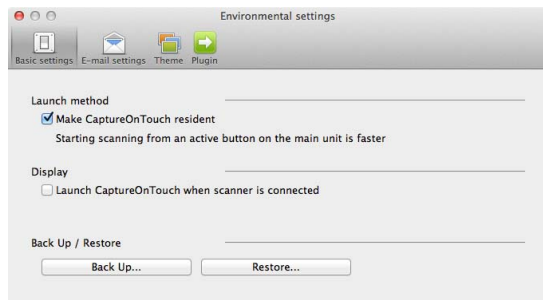 Environmental settings
Basic settings E-mail settings Theme Plugin
Launch method
Make CaptureOnTouch resident
Starting scanning from an active button on the main unit is faster
Display
Launch CaptureOnTouch when scanner is connected
Back Up / Restore
Back Up... Restore...